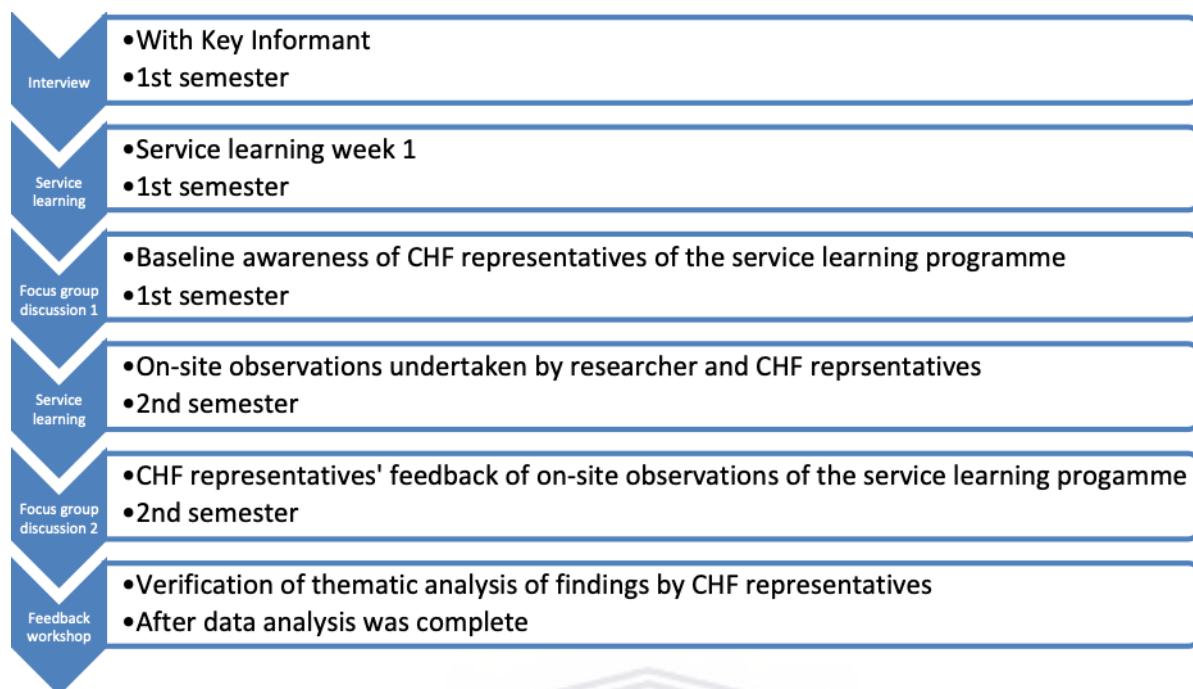 Interview
•With Key Informant
•1st semester
Service
learning
•Service learning week 1
•1st semester
Focus group
discussion 1
•Baseline awareness of CHF representatives of the service learning programme
•1st semester
Service
learning
•On-site observations undertaken by researcher and CHF reprsentatives
•2nd semester
Focus group
discussion 2
•CHF representatives' feedback of on-site observations of the service learning progamme
•2nd semester
Feedback
workshop
•Verification of thematic analysis of findings by CHF representatives
•After data analysis was complete